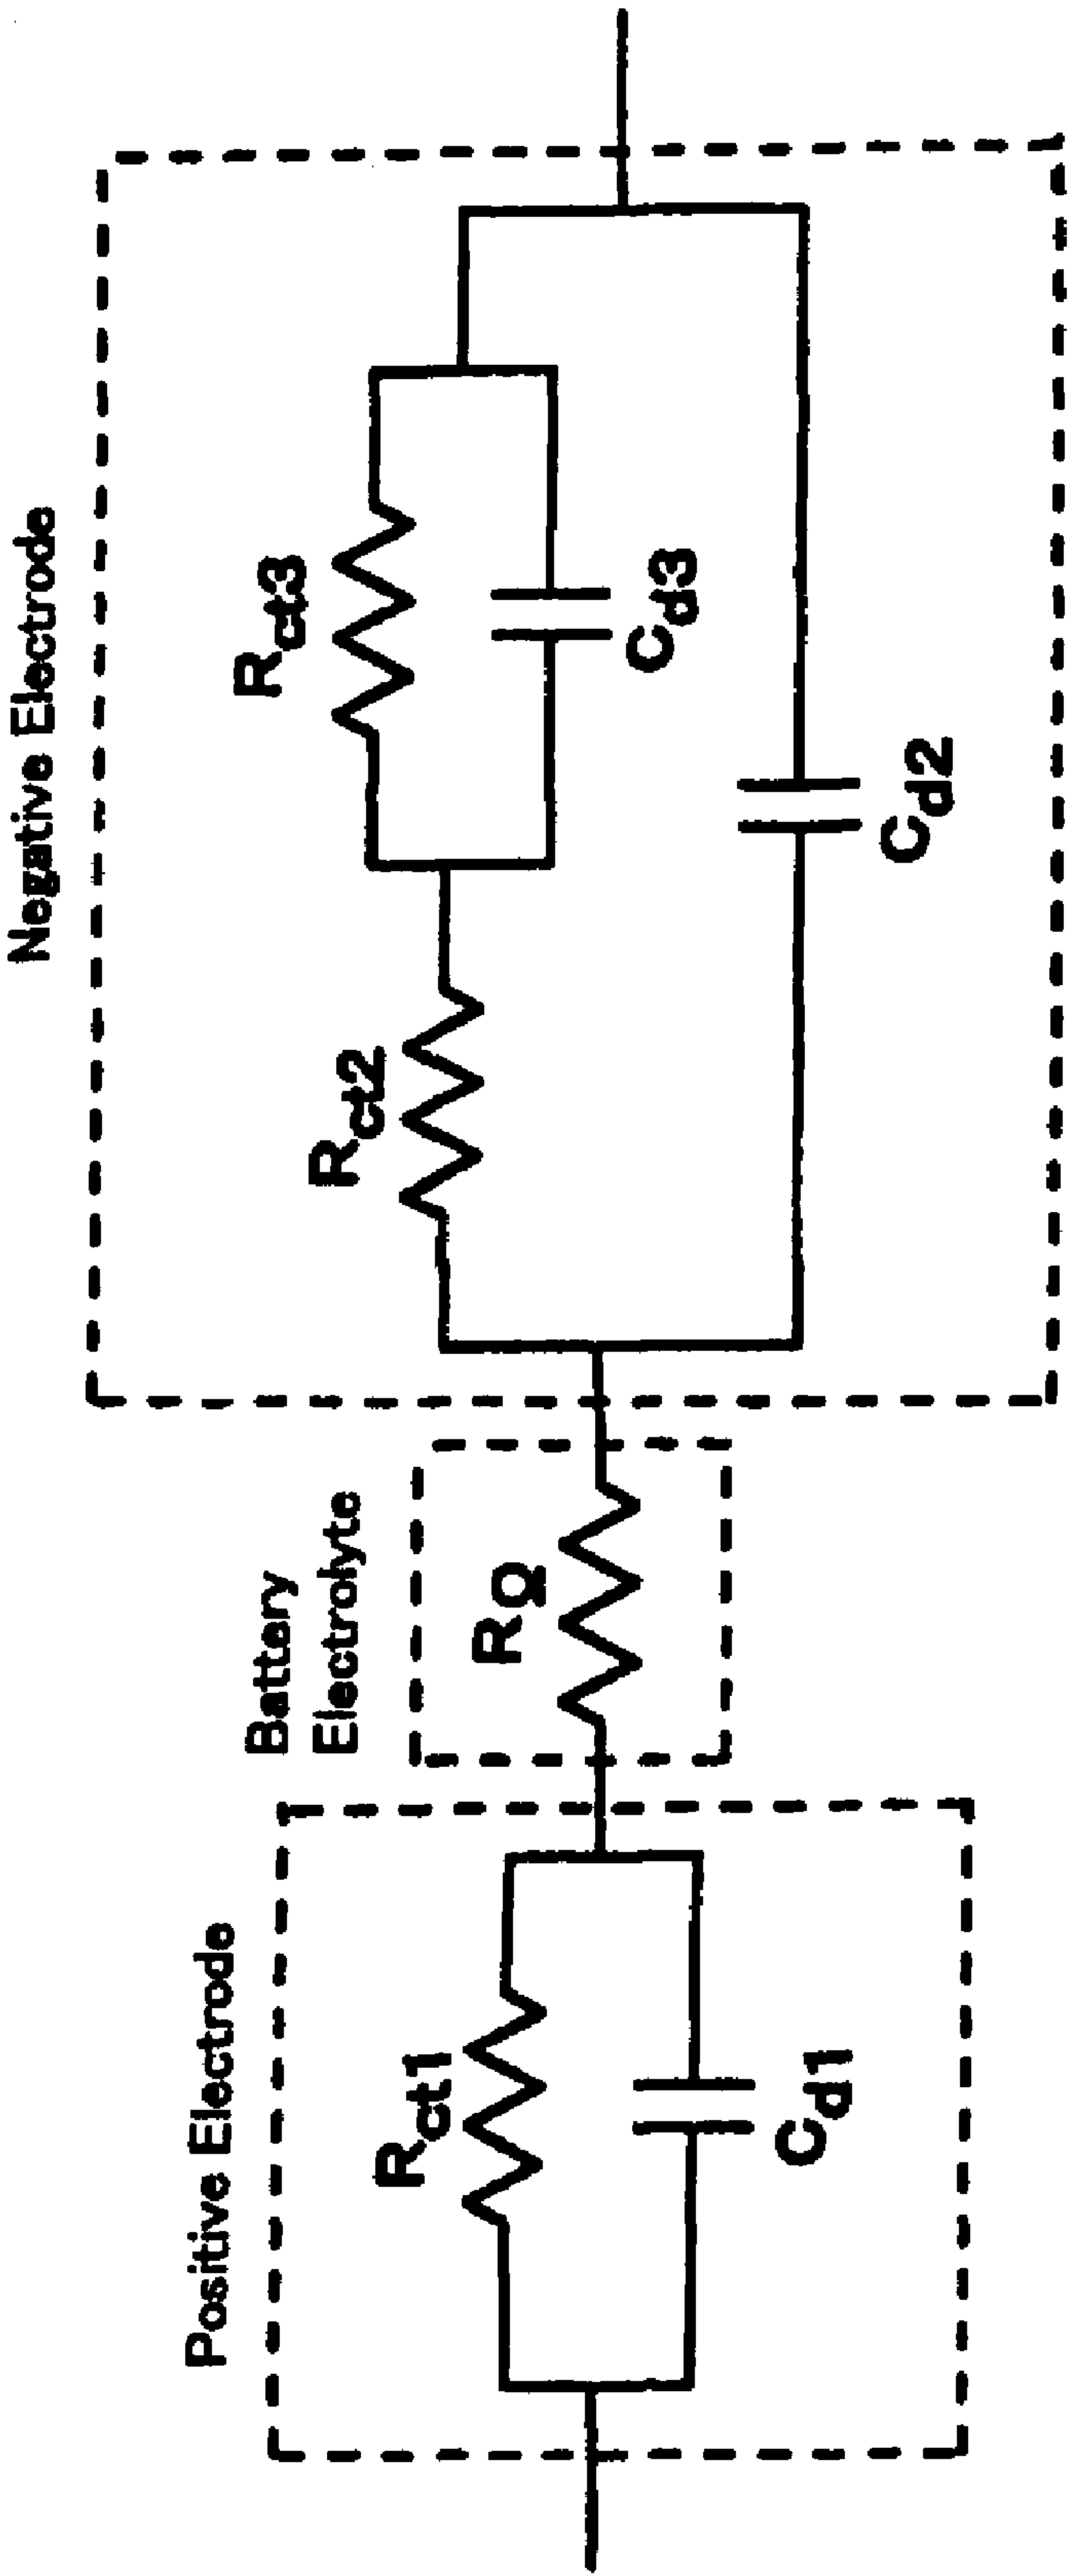 Positive Electrode
Rct1
Cd1
Battery
Electrolyte
RΩ
Negative Electrode
Rct2
Rct3
Cd3
Cd2